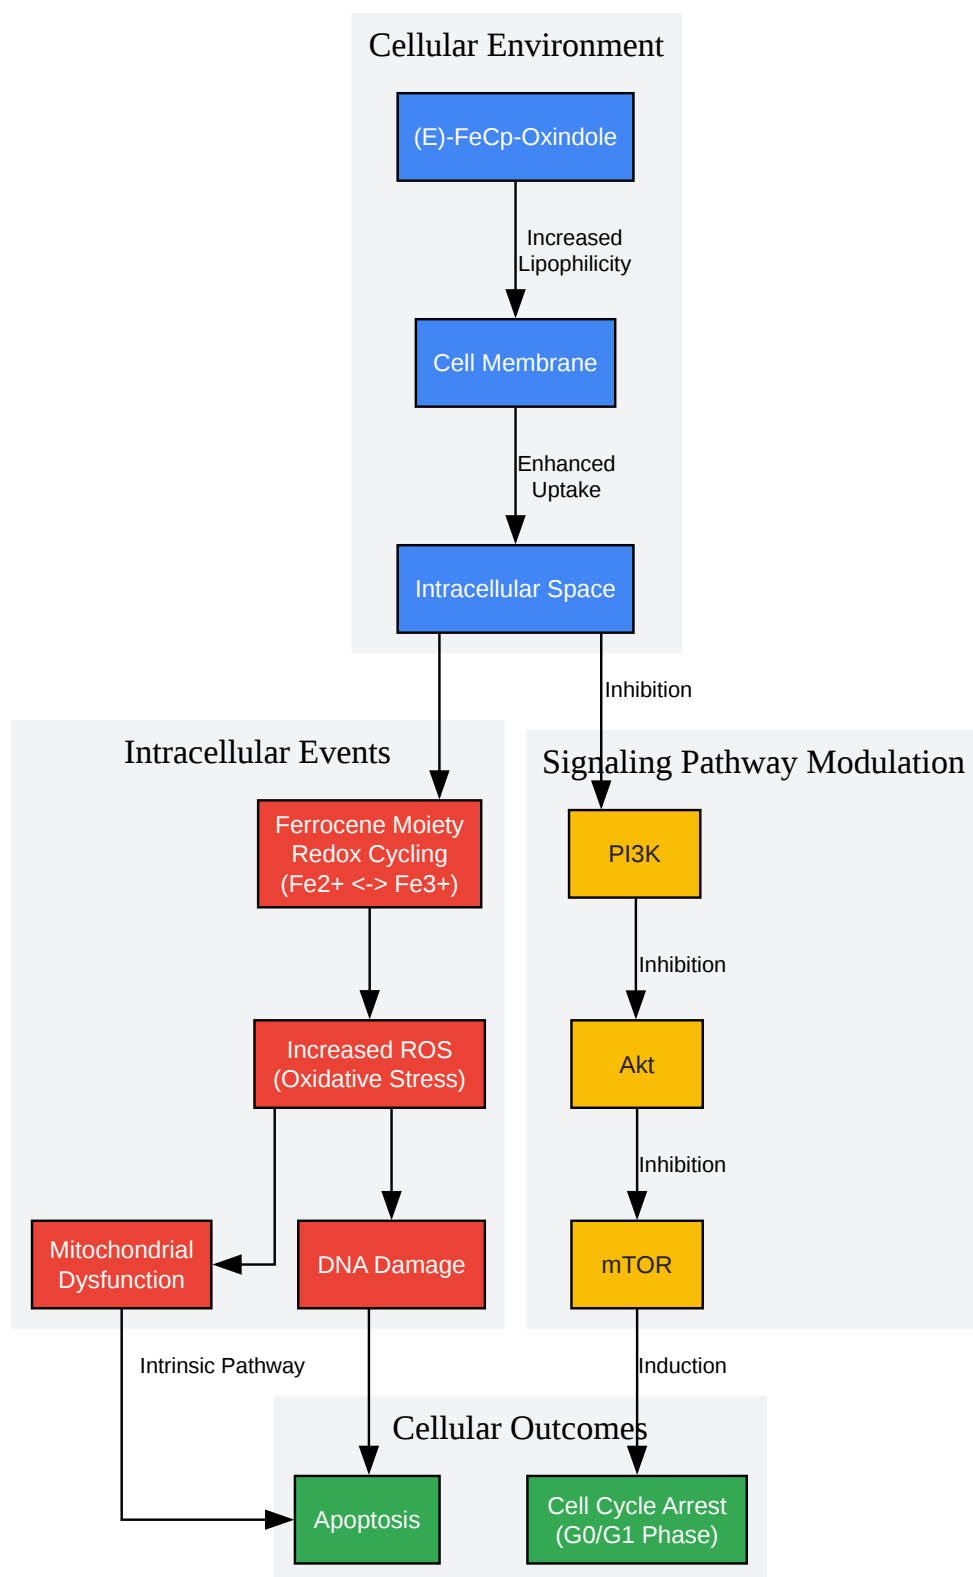 Cellular Environment
(E)-FeCp-Oxindole
Increased
Lipophilicity
Cell Membrane
Enhanced
Uptake
Intracellular Space
Inhibition
Intracellular Events
Signaling Pathway Modulation
Ferrocene Moiety
Redox Cycling
(Fe2+ <-> Fe3+)
PI3K
Inhibition
Increased ROS
(Oxidative Stress)
Akt
Inhibition
Mitochondrial
Dysfunction
DNA Damage
mTOR
Intrinsic Pathway
Induction
Cellular Outcomes
Apoptosis
Cell Cycle Arrest
(G0/G1 Phase)